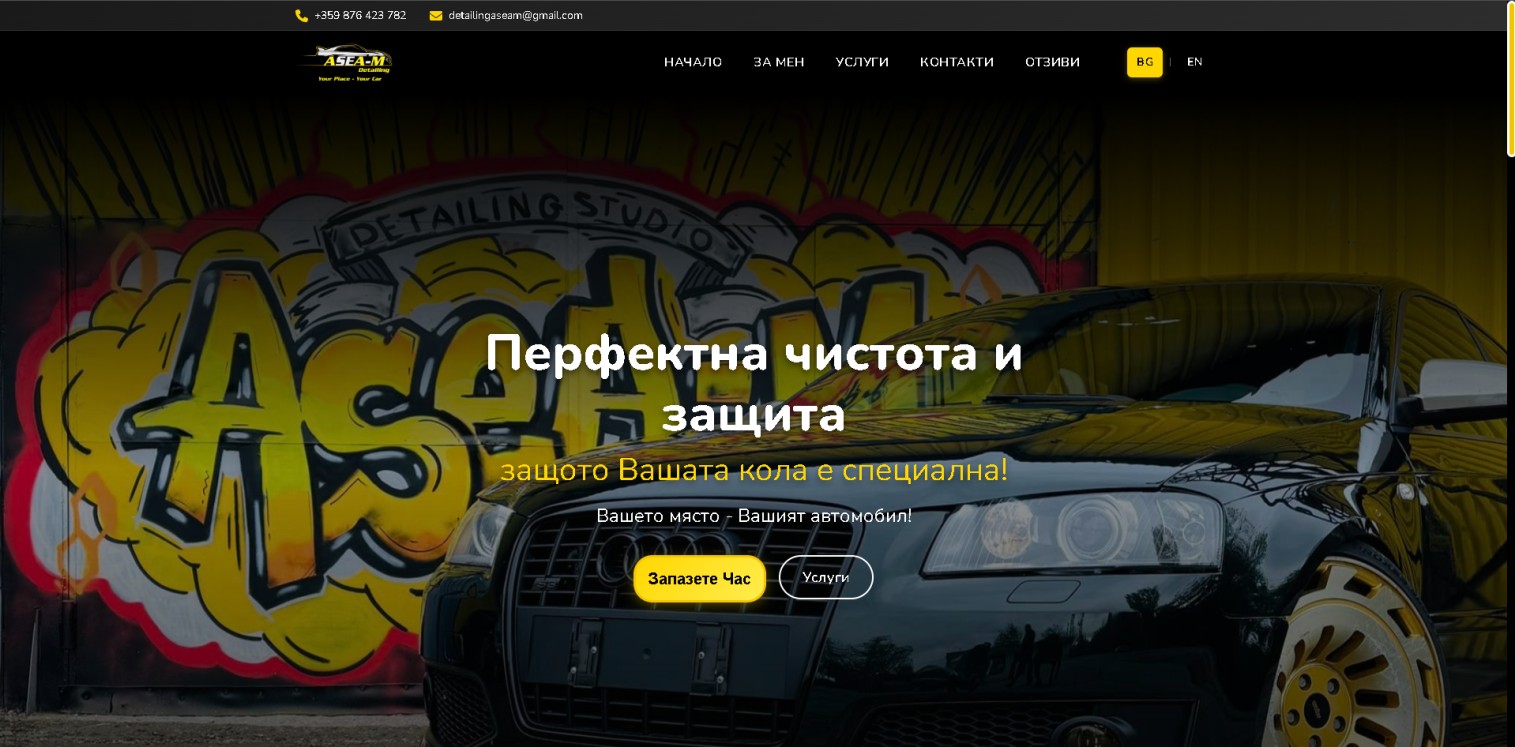 +359 876 423 782
detailingaseam@gmail.com
ASEA-M
Detailing
Your Place - Your Car
НАЧАЛО
ЗА МЕН
УСЛУГИ
КОНТАКТИ
ОТЗИВИ
BG | EN
DETAILING STUDIO
ASeAM
Перфектна чистота и
защита
защото Вашата кола е специална!
Вашето място - Вашият автомобил!
Запазете Час
Услуги